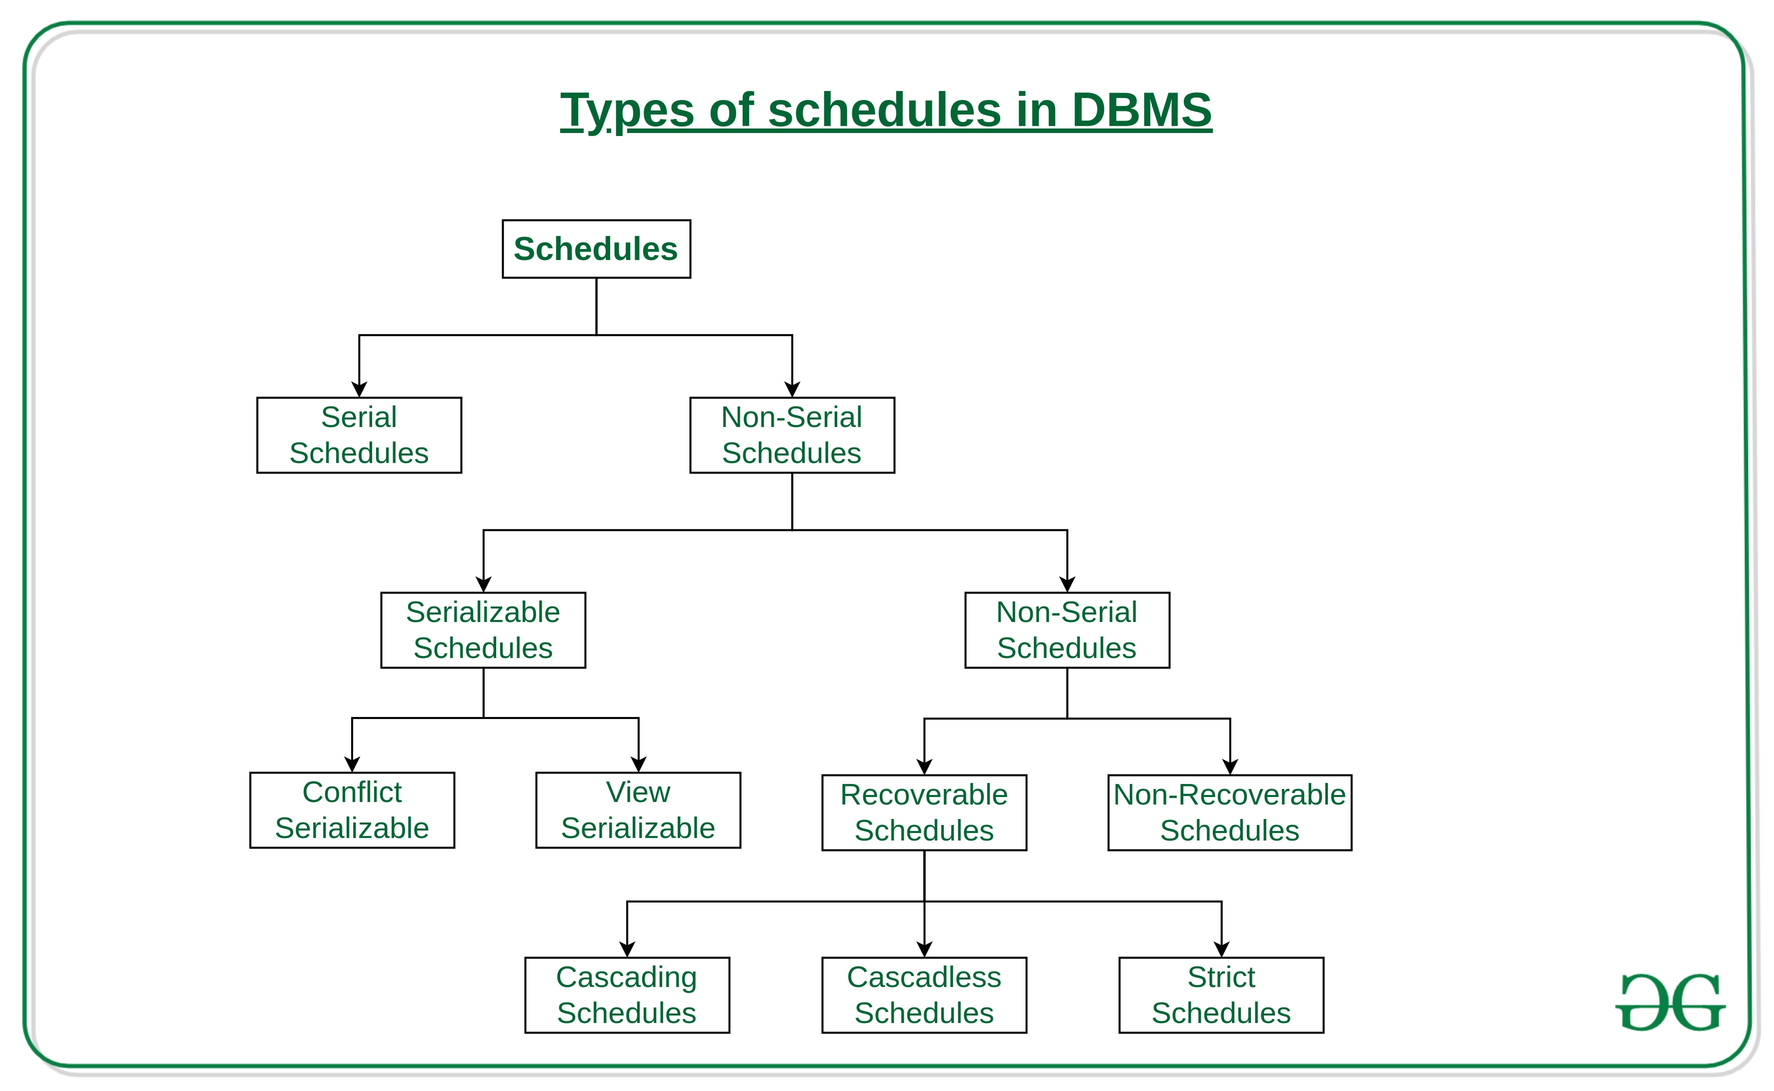 Types of schedules in DBMS
Schedules
Serial
Schedules
Non-Serial
Schedules
Serializable
Schedules
Non-Serial
Schedules
Conflict
Serializable
View
Serializable
Recoverable
Schedules
Non-Recoverable
Schedules
Cascading
Schedules
Cascadless
Schedules
Strict
Schedules